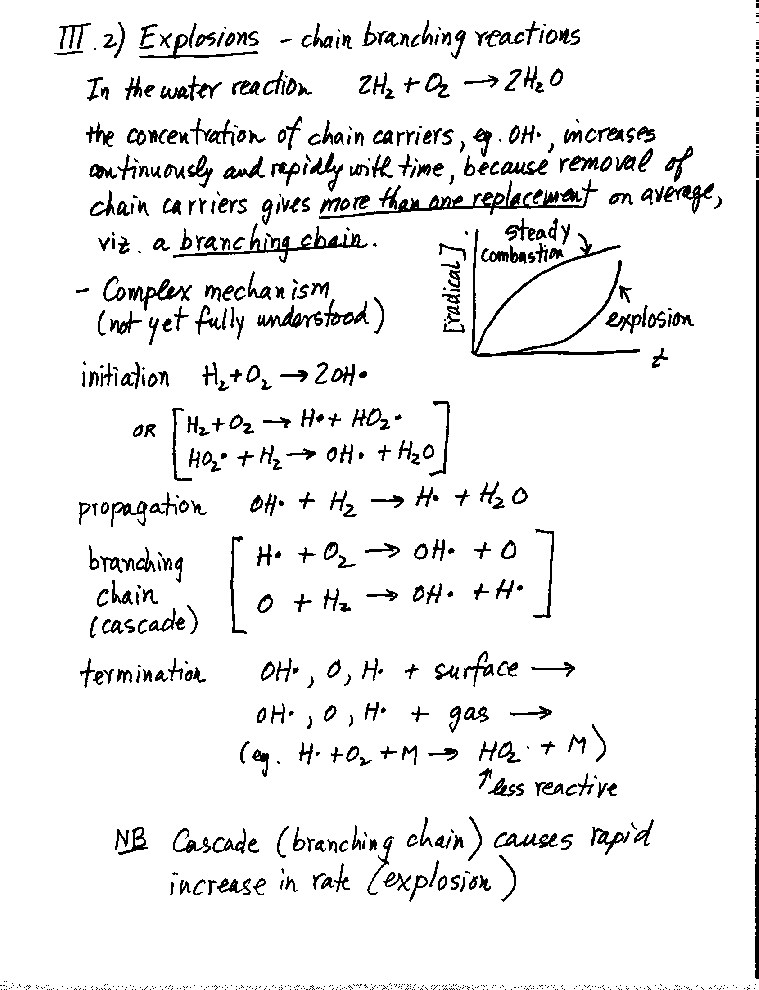 III. 2) Explosions - chain branching reactions
In the water reaction 2H₂ + O₂ → 2H₂O
the concentration of chain carriers, eg. OH•, increases
continuously and rapidly with time, because removal of
chain carriers gives more than one replacement on average,
viz. a branching chain.
steady
combastion
[radical]
explosion
t
- Complex mechanism
(not yet fully understood)
initiation H₂ + O₂ → 2OH•
OR [H₂ + O₂ → H• + HO₂•
HO₂• + H₂ → OH• + H₂O]
propagation OH• + H₂ → H• + H₂O
branching [H• + O₂ → OH• + O
chain
(cascade) O + H₂ → OH• + H•]
termination OH•, O, H• + surface →
OH•, O, H• + gas →
(eg. H• + O₂ + M → HO₂• + M)
↑ less reactive
NB Cascade (branching chain) causes rapid
increase in rate (explosion)